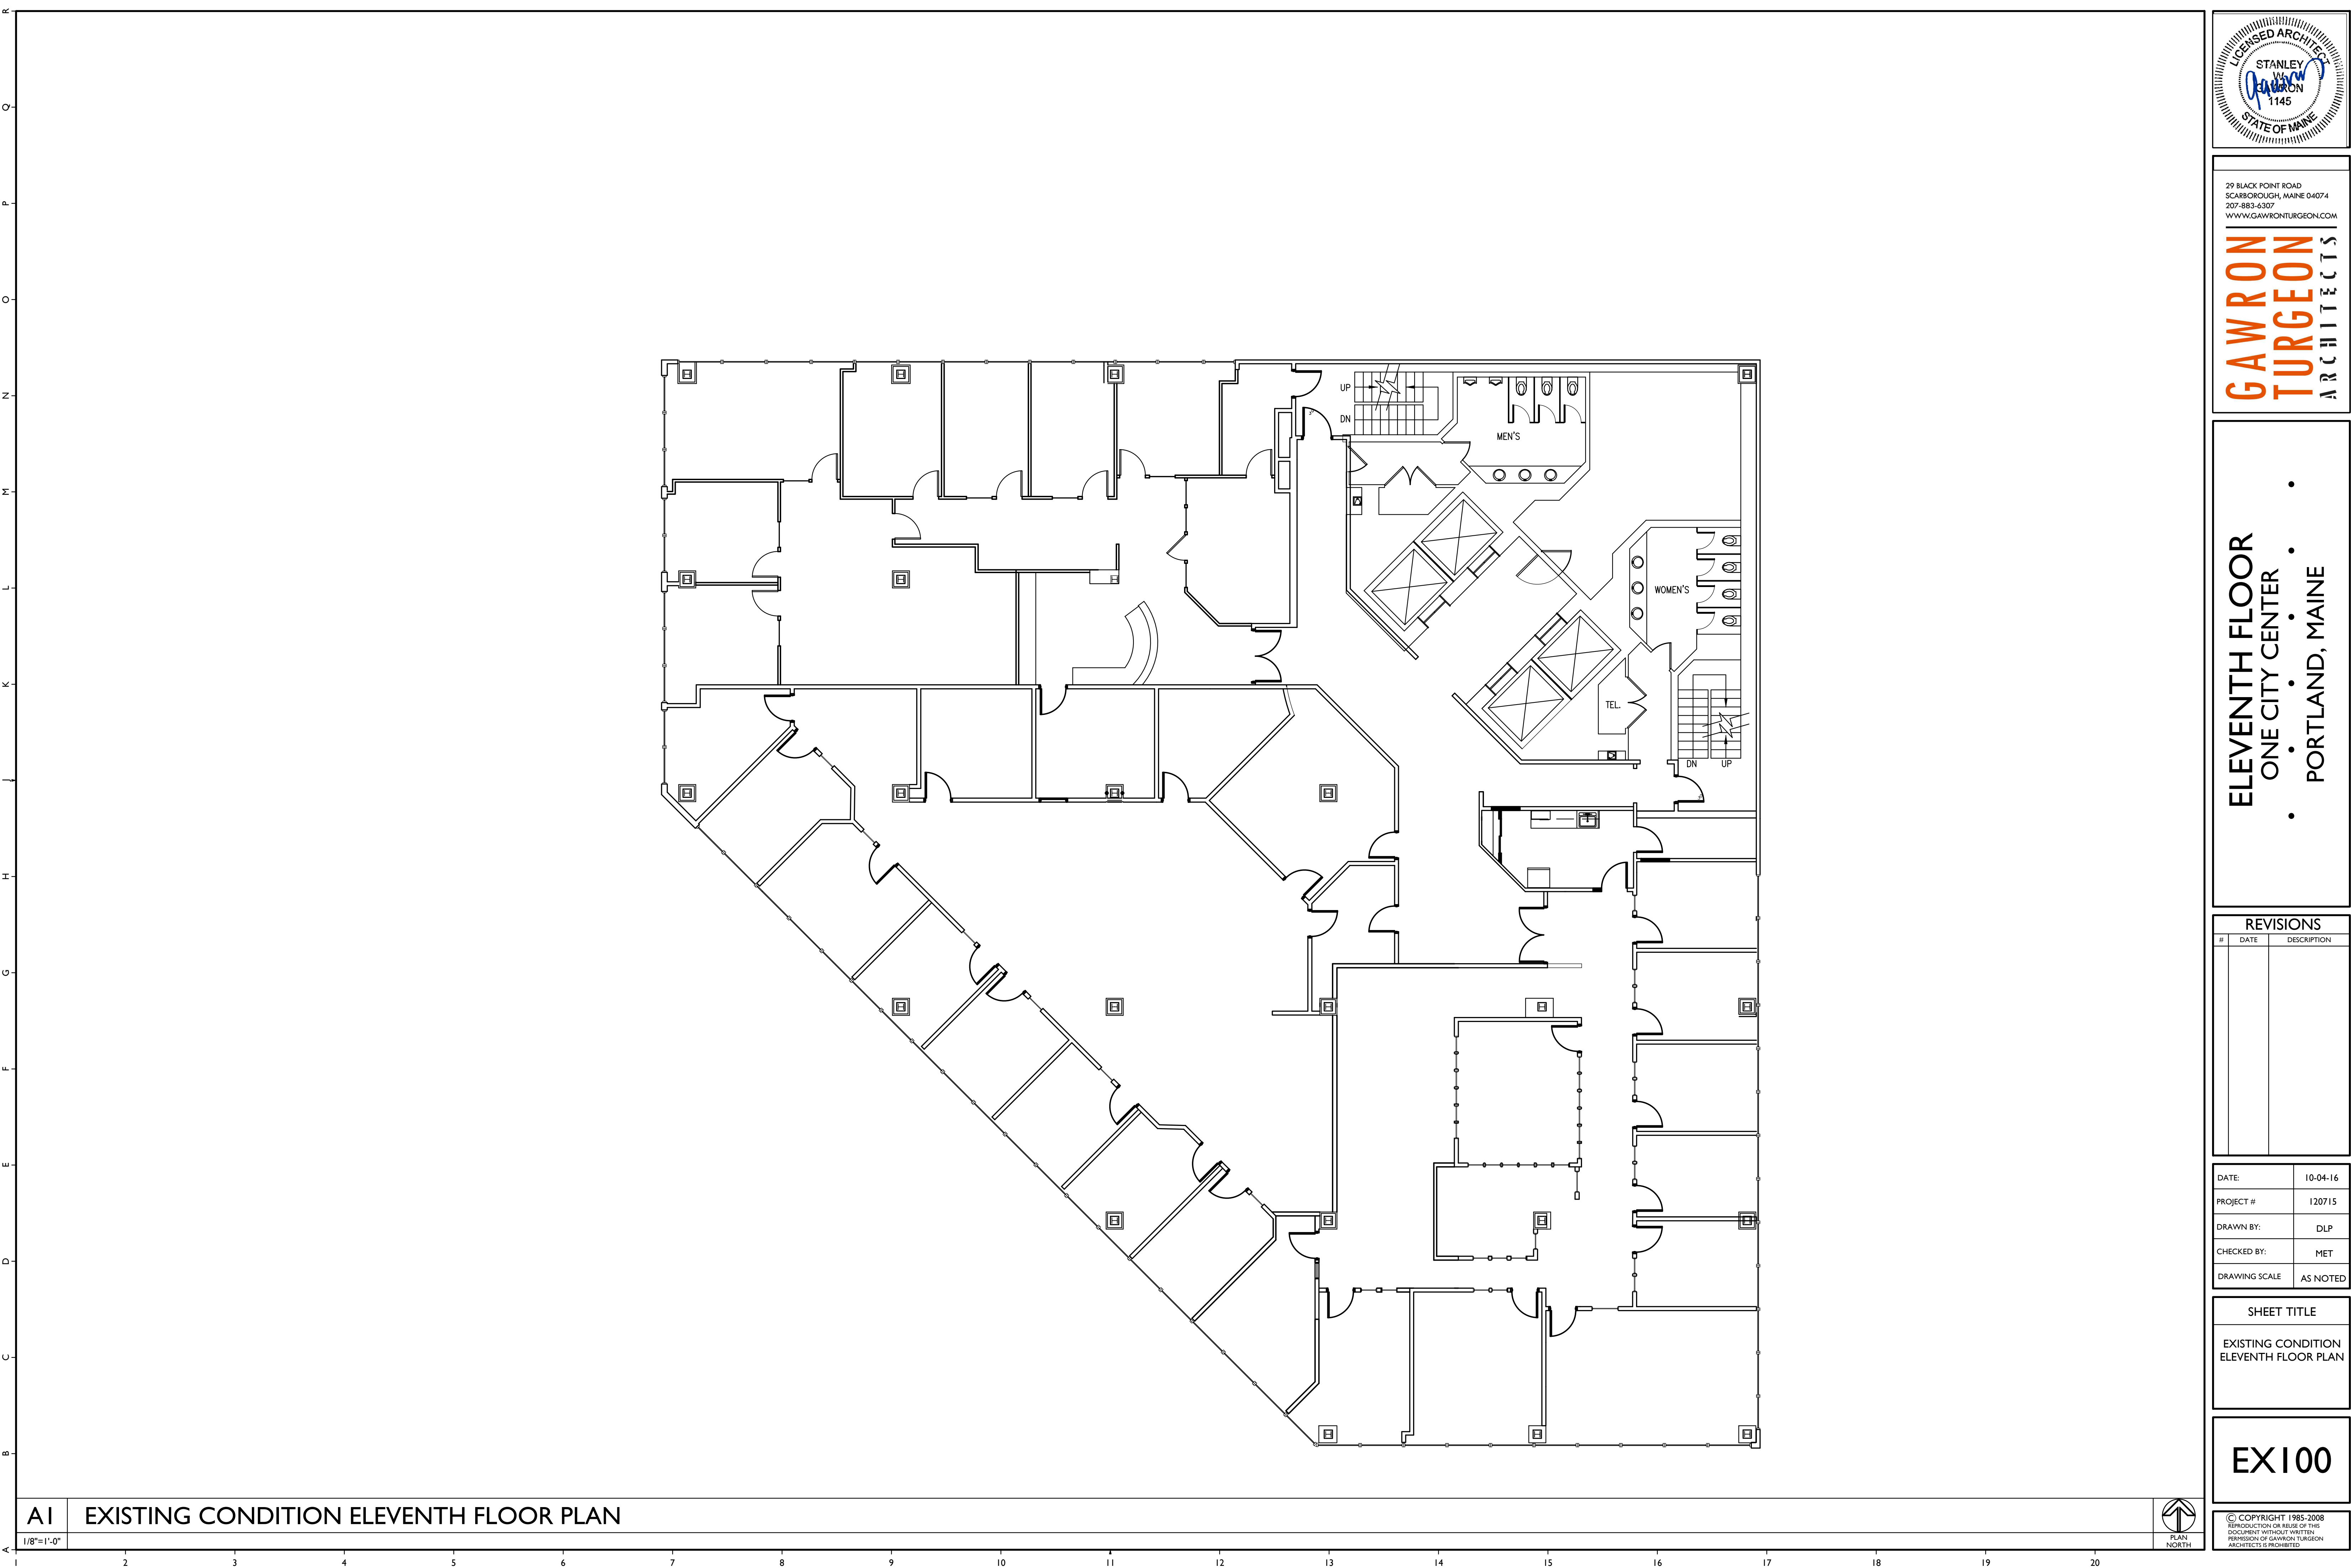 R
Q
P
O
N
M
L
K
J
H
G
F
E
D
C
B
A
1 2 3 4 5 6 7 8 9 10 11 12 13 14 15 16 17 18 19 20
UP
DN
MEN'S
WOMEN'S
TEL.
DN UP
A1 EXISTING CONDITION ELEVENTH FLOOR PLAN
1/8"=1'-0"
PLAN
NORTH
LICENSED ARCHITECT
STANLEY
W.
GAWRON
1145
STATE OF MAINE
29 BLACK POINT ROAD
SCARBOROUGH, MAINE 04074
207-883-6307
WWW.GAWRONTURGEON.COM
GAWRON
TURGEON
ARCHITECTS
ELEVENTH FLOOR
ONE CITY CENTER
PORTLAND, MAINE
REVISIONS
# DATE DESCRIPTION
DATE: 10-04-16
PROJECT # 120715
DRAWN BY: DLP
CHECKED BY: MET
DRAWING SCALE AS NOTED
SHEET TITLE
EXISTING CONDITION
ELEVENTH FLOOR PLAN
EX100
© COPYRIGHT 1985-2008
REPRODUCTION OR REUSE OF THIS
DOCUMENT WITHOUT WRITTEN
PERMISSION OF GAWRON TURGEON
ARCHITECTS IS PROHIBITED